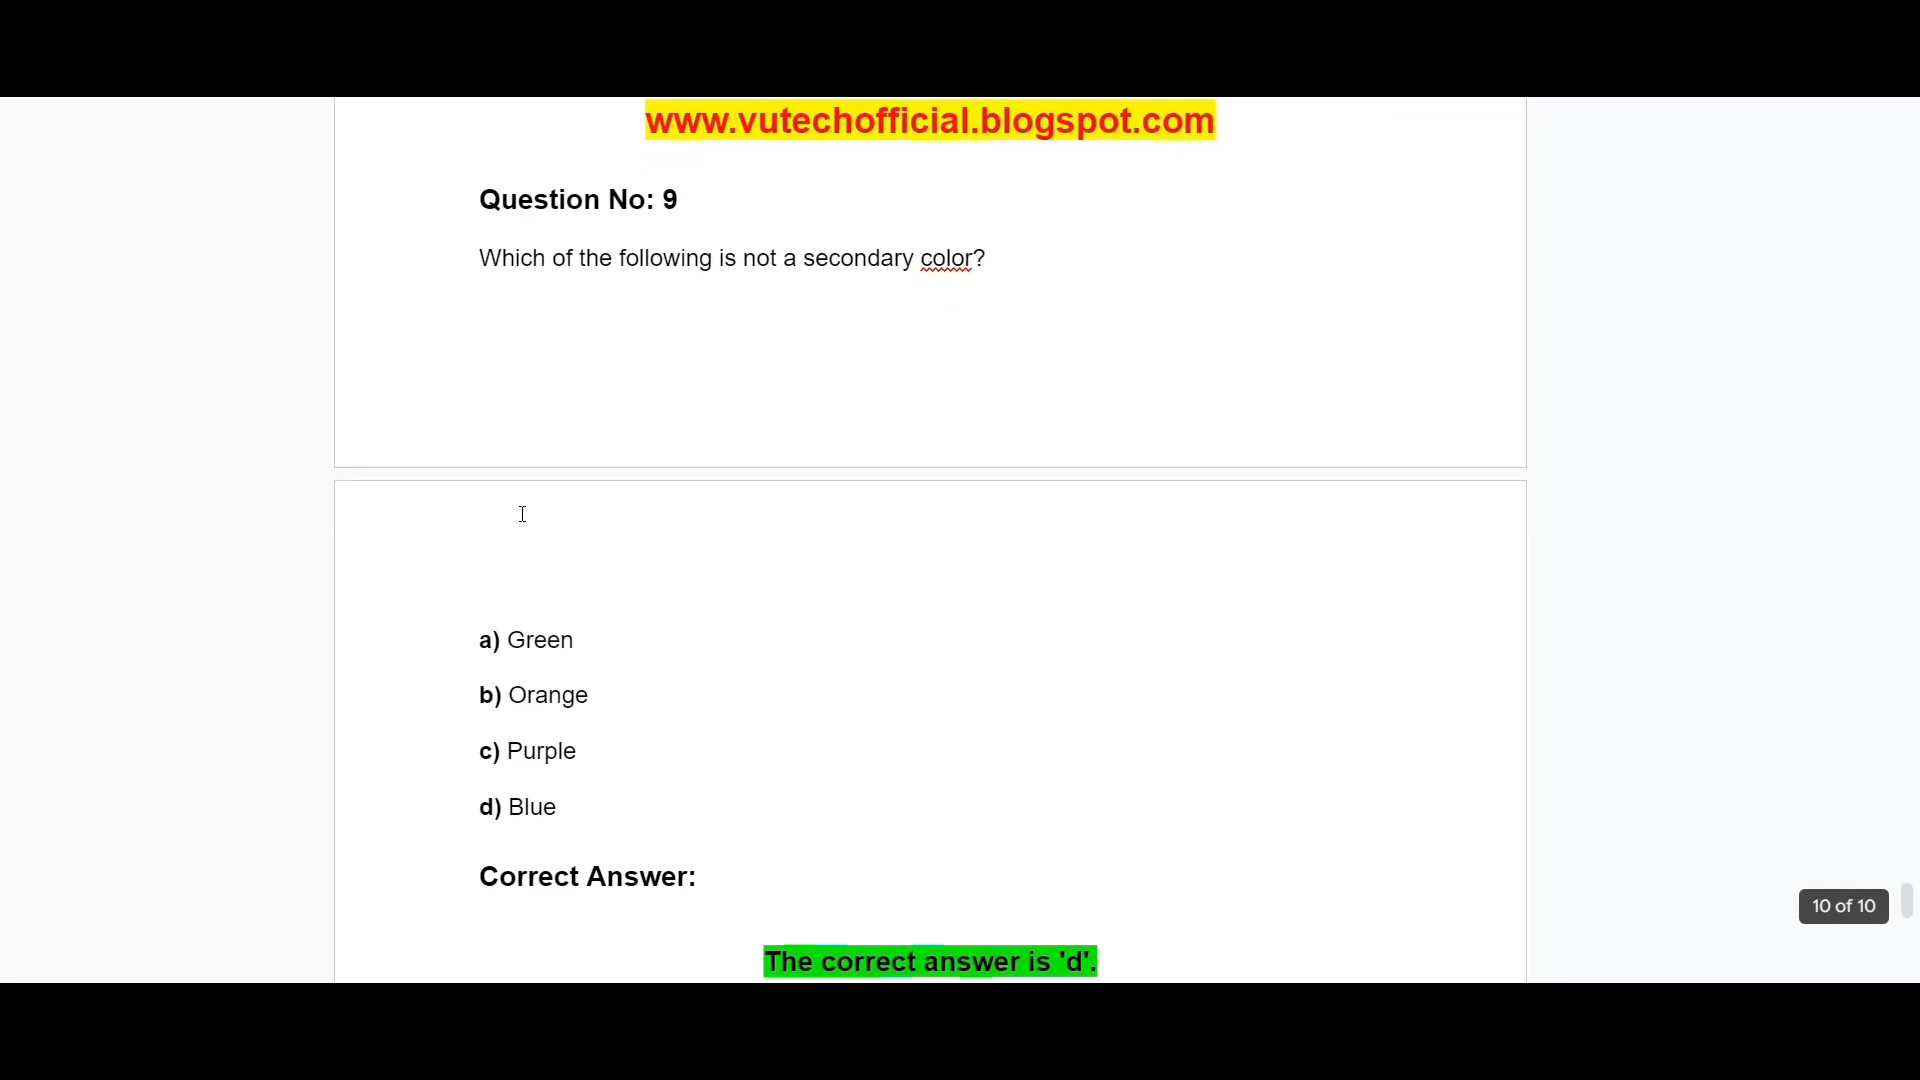 www.vutechofficial.blogspot.com
Question No: 9
Which of the following is not a secondary color?
a) Green
b) Orange
c) Purple
d) Blue
Correct Answer:
10 of 10
The correct answer is 'd'.